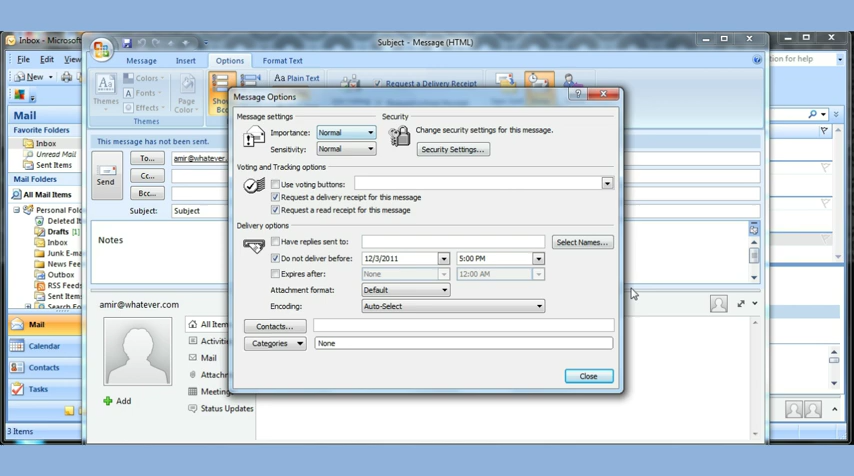 Inbox - Microsoft
Subject - Message (HTML)
File Edit View
Message Insert Options Format Text
tion for help
New
Themes
Colors
Fonts
Effects
Themes
Page
Color
Show
Bcc
Plain Text
Request a Delivery Receipt
Mail
Favorite Folders
Inbox
Unread Mail
Sent Items
Mail Folders
All Mail Items
Personal Fold
Deleted It
Drafts [1]
Inbox
Junk E-ma
News Fee
Outbox
RSS Feeds
Sent Item
Search Fo
Mail
Calendar
Contacts
Tasks
3 Items
This message has not been sent.
Send
To... amir@whatever.
Cc...
Bcc...
Subject: Subject
Notes
amir@whatever.com
Add
All Item
Activiti
Mail
Attachm
Meeting
Status Updates
Message Options
Message settings
Importance: Normal
Sensitivity: Normal
Security
Change security settings for this message.
Security Settings...
Voting and Tracking options
Use voting buttons:
Request a delivery receipt for this message
Request a read receipt for this message
Delivery options
Have replies sent to:
Select Names...
Do not deliver before: 12/3/2011 5:00 PM
Expires after: None 12:00 AM
Attachment format: Default
Encoding: Auto-Select
Contacts...
Categories None
Close